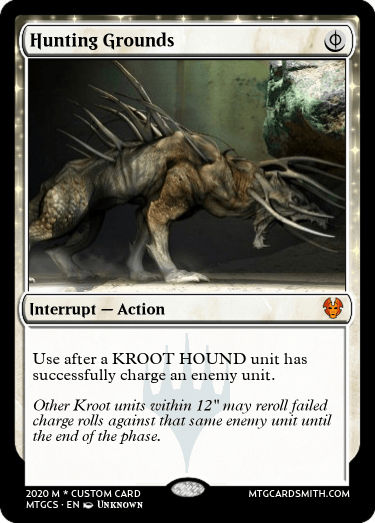 Hunting Grounds
Interrupt — Action
Use after a KROOT HOUND unit has
successfully charge an enemy unit.
Other Kroot units within 12" may reroll failed
charge rolls against that same enemy unit until
the end of the phase.
2020 M * CUSTOM CARD
MTGCS • EN Unknown
MTGCARDSMITH.COM